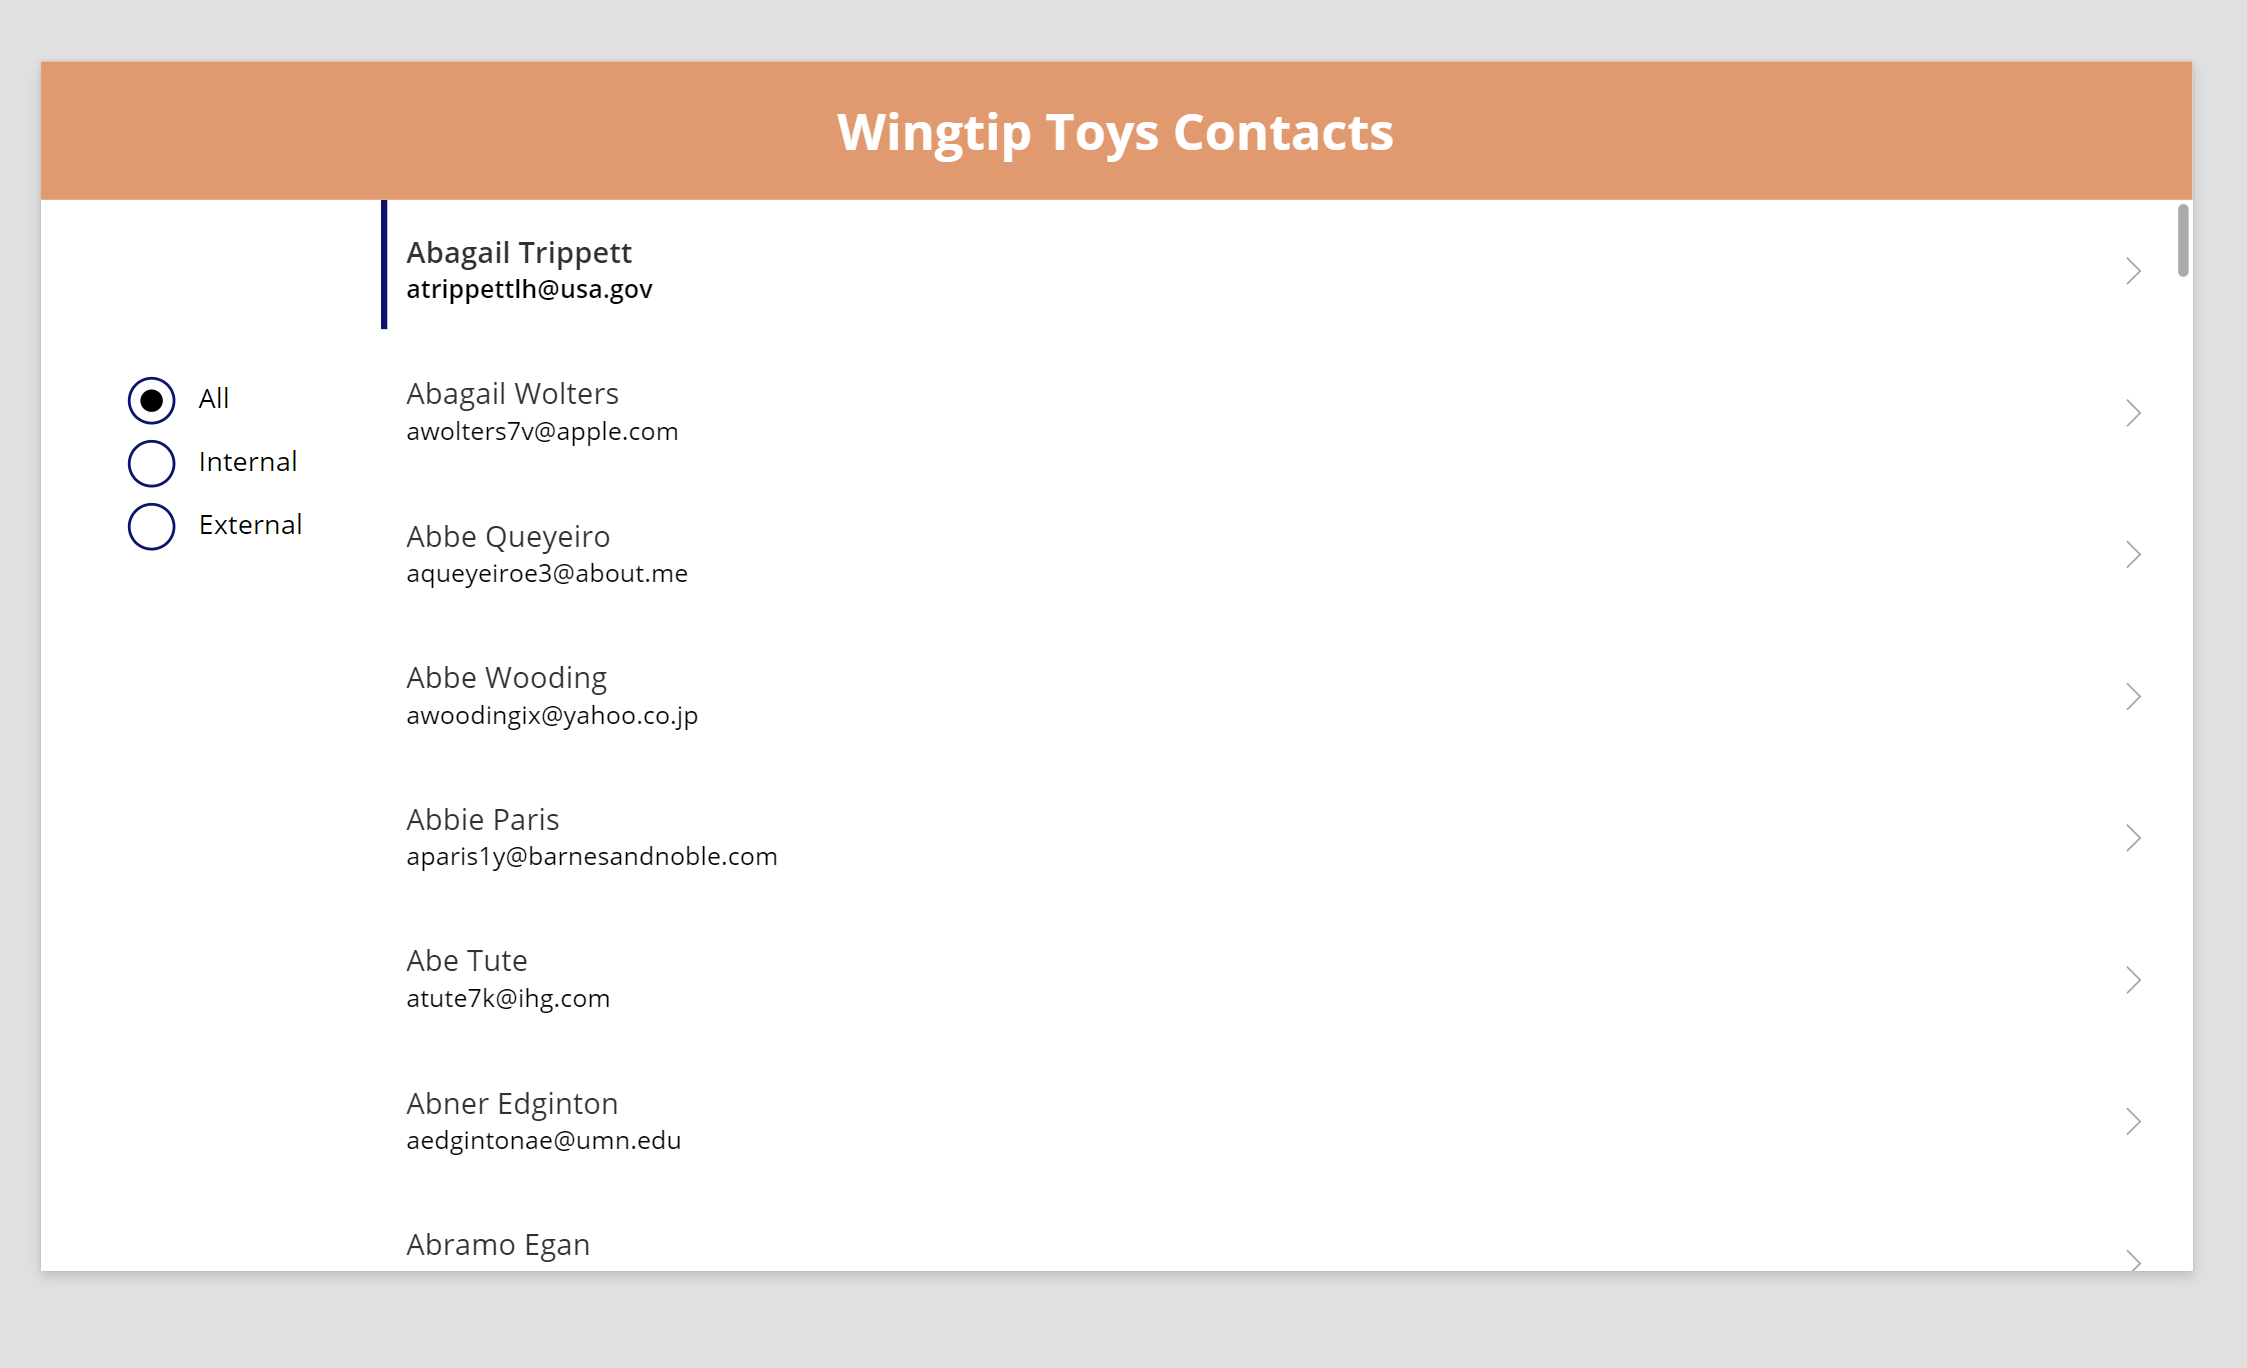 Wingtip Toys Contacts
All
Internal
External
Abagail Trippett
atrippettlh@usa.gov
Abagail Wolters
awolters7v@apple.com
Abbe Queyeiro
aqueyeiroe3@about.me
Abbe Wooding
awoodingix@yahoo.co.jp
Abbie Paris
aparis1y@barnesandnoble.com
Abe Tute
atute7k@ihg.com
Abner Edginton
aedgintonae@umn.edu
Abramo Egan